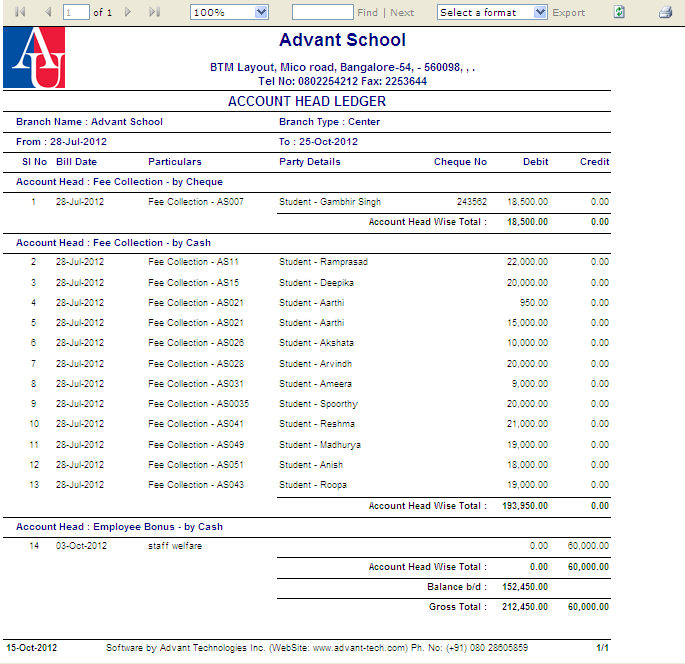 1 of 1 100% Find | Next Select a format Export
Advant School
AU
BTM Layout, Mico road, Bangalore-54, - 560098, , .
Tel No: 0802254212 Fax: 2253644
ACCOUNT HEAD LEDGER
Branch Name : Advant School Branch Type : Center
From : 28-Jul-2012 To : 25-Oct-2012
Sl No Bill Date Particulars Party Details Cheque No Debit Credit
Account Head : Fee Collection - by Cheque
1 28-Jul-2012 Fee Collection - AS007 Student - Gambhir Singh 243562 18,500.00 0.00
Account Head Wise Total : 18,500.00 0.00
Account Head : Fee Collection - by Cash
2 28-Jul-2012 Fee Collection - AS11 Student - Ramprasad 22,000.00 0.00
3 28-Jul-2012 Fee Collection - AS15 Student - Deepika 20,000.00 0.00
4 28-Jul-2012 Fee Collection - AS021 Student - Aarthi 950.00 0.00
5 28-Jul-2012 Fee Collection - AS021 Student - Aarthi 15,000.00 0.00
6 28-Jul-2012 Fee Collection - AS026 Student - Akshata 10,000.00 0.00
7 28-Jul-2012 Fee Collection - AS028 Student - Arvindh 20,000.00 0.00
8 28-Jul-2012 Fee Collection - AS031 Student - Ameera 9,000.00 0.00
9 28-Jul-2012 Fee Collection - AS0035 Student - Spoorthy 20,000.00 0.00
10 28-Jul-2012 Fee Collection - AS041 Student - Reshma 21,000.00 0.00
11 28-Jul-2012 Fee Collection - AS049 Student - Madhurya 19,000.00 0.00
12 28-Jul-2012 Fee Collection - AS051 Student - Anish 18,000.00 0.00
13 28-Jul-2012 Fee Collection - AS043 Student - Roopa 19,000.00 0.00
Account Head Wise Total : 193,950.00 0.00
Account Head : Employee Bonus - by Cash
14 03-Oct-2012 staff welfare 0.00 60,000.00
Account Head Wise Total : 0.00 60,000.00
Balance b/d : 152,450.00
Gross Total : 212,450.00 60,000.00
15-Oct-2012 Software by Advant Technologies Inc. (WebSite: www.advant-tech.com) Ph. No: (+91) 080 28605859 1/1